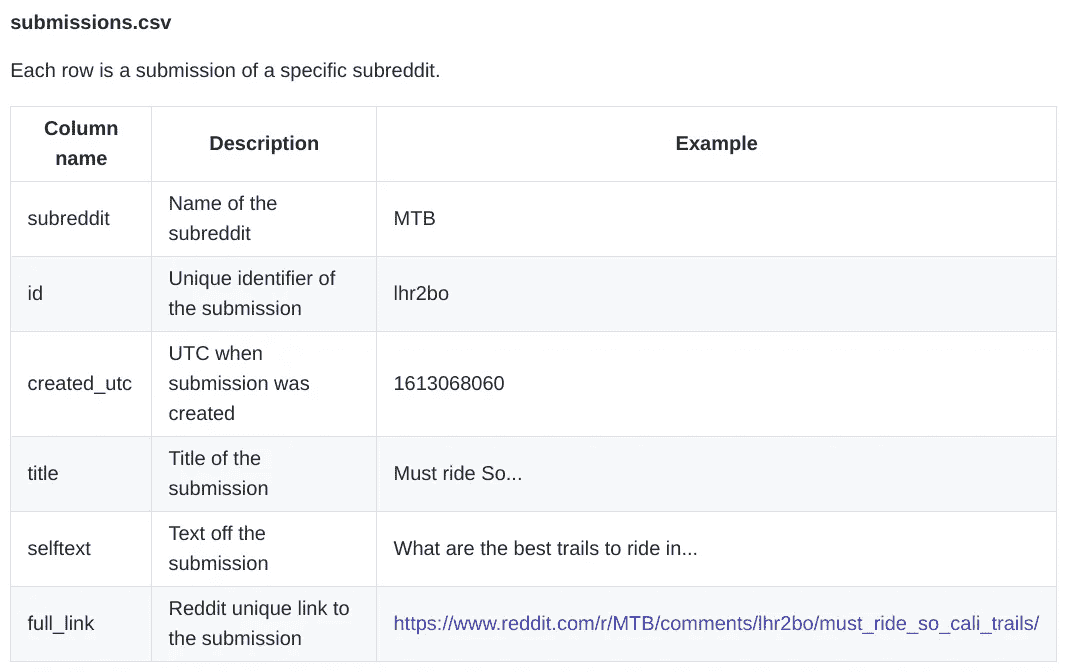 submissions.csv
Each row is a submission of a specific subreddit.
Column
name
Description
Example
subreddit
Name of the
subreddit
MTB
id
Unique identifier of
the submission
lhr2bo
created_utc
UTC when
submission was
created
1613068060
title
Title of the
submission
Must ride So...
selftext
Text off the
submission
What are the best trails to ride in...
full_link
Reddit unique link to
the submission
https://www.reddit.com/r/MTB/comments/lhr2bo/must_ride_so_cali_trails/